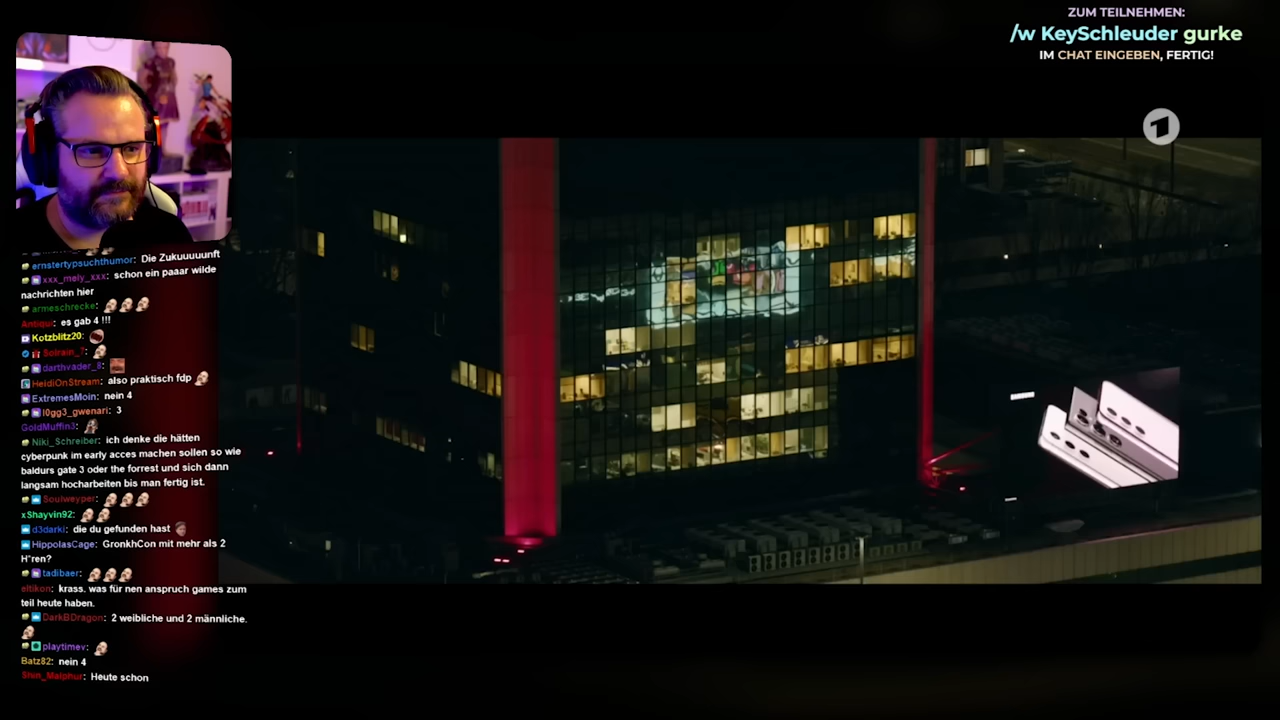 ZUM TEILNEHMEN:
/w KeySchleuder gurke
IM CHAT EINGEBEN, FERTIG!
1
ernstertypsuchthumor: Die Zukuuuuunft
xxx_mely_xxx: schon ein paaar wilde
nachrichten hier
armeschrecke:
Antiqui: es gab 4 !!!
Kotzblitz20:
Solrain_7:
darthvader_8:
HeidiOnStream: also praktisch fdp
ExtremesMoin: nein 4
l0gg3_gwenari: 3
GoldMuffin3:
Niki_Schreiber: ich denke die hätten
cyberpunk im early acces machen sollen so wie
baldurs gate 3 oder the forrest und sich dann
langsam hocharbeiten bis man fertig ist.
Soulweyper:
xShayvin92:
d3darki: die du gefunden hast
HippolasCage: GronkhCon mit mehr als 2
H*ren?
tadibaer:
eltikon: krass. was für nen anspruch games zum
teil heute haben.
DarkBDragon: 2 weibliche und 2 männliche.
playtimev:
Batz82: nein 4
Shin_Malphur: Heute schon